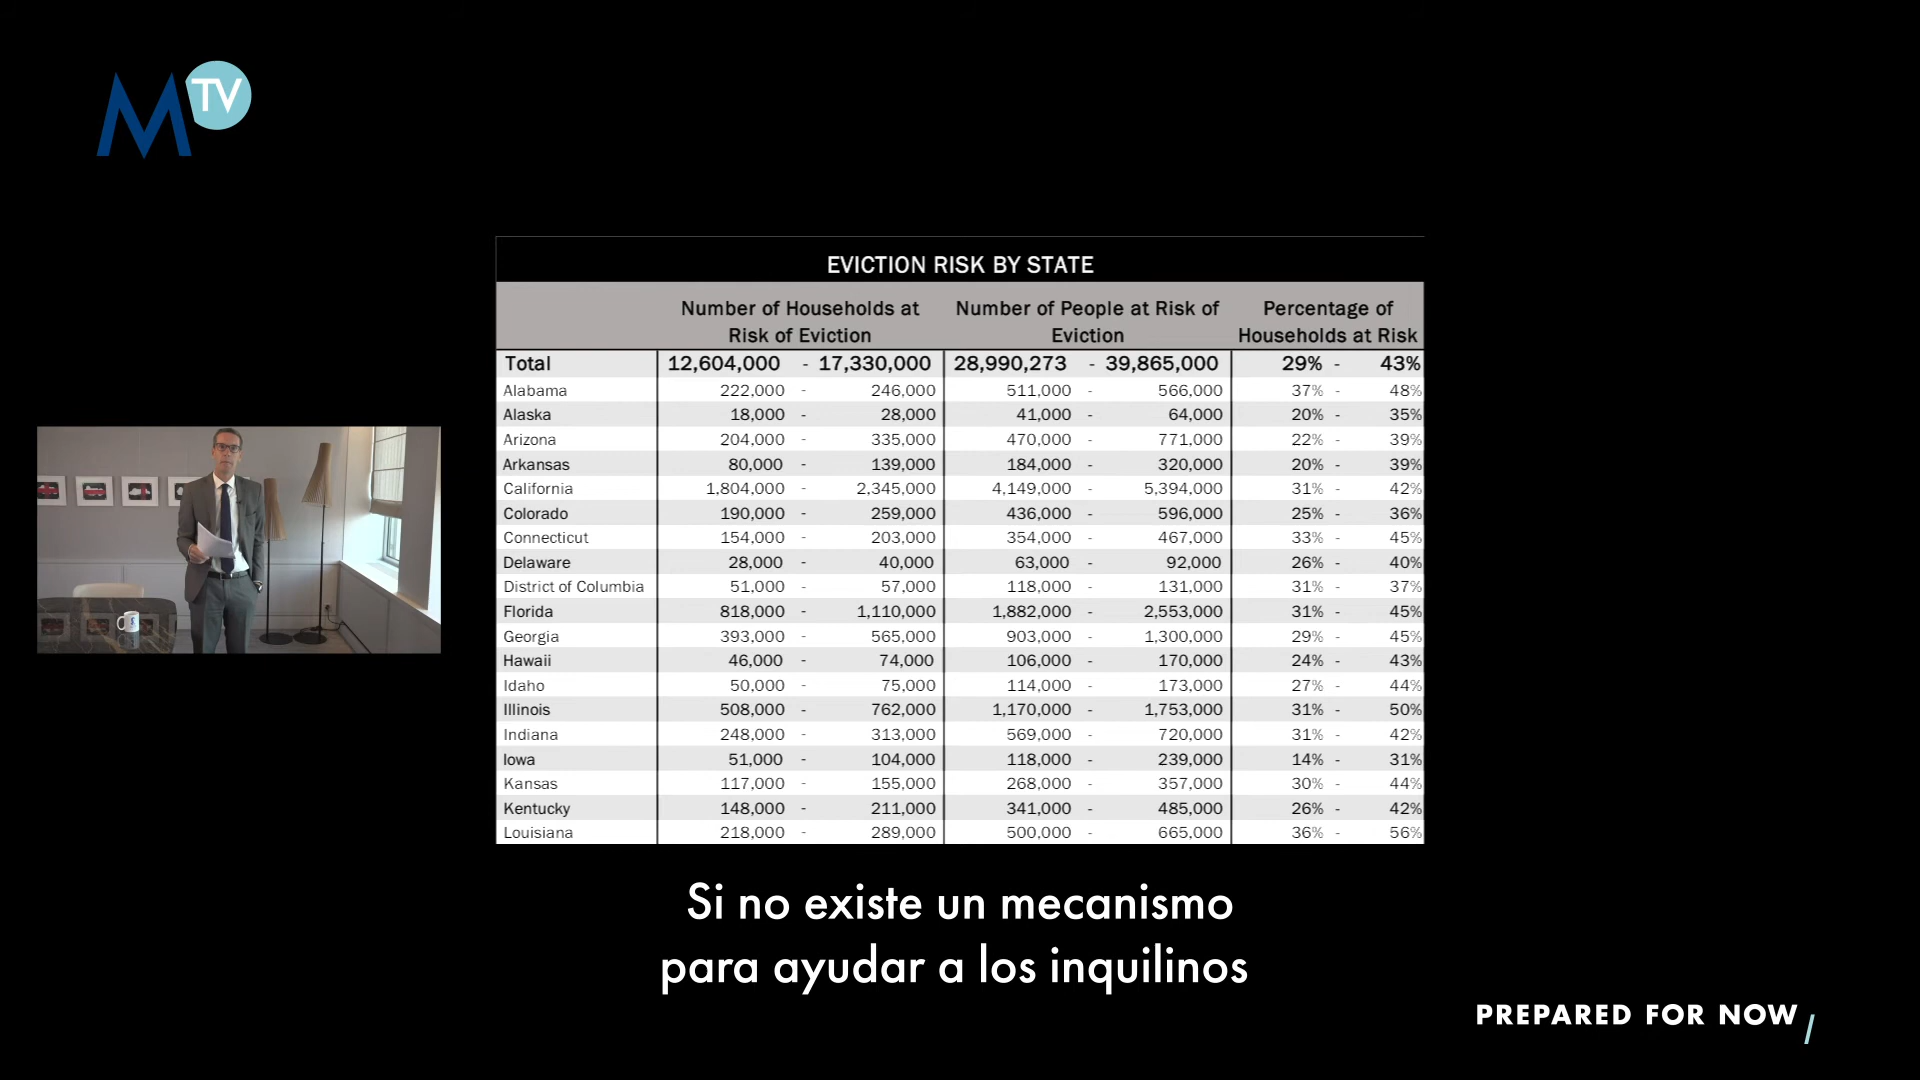 MTV
EVICTION RISK BY STATE
Number of Households at Risk of Eviction Number of People at Risk of Eviction Percentage of Households at Risk
Total 12,604,000 - 17,330,000 28,990,273 - 39,865,000 29% - 43%
Alabama 222,000 - 246,000 511,000 - 566,000 37% - 48%
Alaska 18,000 - 28,000 41,000 - 64,000 20% - 35%
Arizona 204,000 - 335,000 470,000 - 771,000 22% - 39%
Arkansas 80,000 - 139,000 184,000 - 320,000 20% - 39%
California 1,804,000 - 2,345,000 4,149,000 - 5,394,000 31% - 42%
Colorado 190,000 - 259,000 436,000 - 596,000 25% - 36%
Connecticut 154,000 - 203,000 354,000 - 467,000 33% - 45%
Delaware 28,000 - 40,000 63,000 - 92,000 26% - 40%
District of Columbia 51,000 - 57,000 118,000 - 131,000 31% - 37%
Florida 818,000 - 1,110,000 1,882,000 - 2,553,000 31% - 45%
Georgia 393,000 - 565,000 903,000 - 1,300,000 29% - 45%
Hawaii 46,000 - 74,000 106,000 - 170,000 24% - 43%
Idaho 50,000 - 75,000 114,000 - 173,000 27% - 44%
Illinois 508,000 - 762,000 1,170,000 - 1,753,000 31% - 50%
Indiana 248,000 - 313,000 569,000 - 720,000 31% - 42%
Iowa 51,000 - 104,000 118,000 - 239,000 14% - 31%
Kansas 117,000 - 155,000 268,000 - 357,000 30% - 44%
Kentucky 148,000 - 211,000 341,000 - 485,000 26% - 42%
Louisiana 218,000 - 289,000 500,000 - 665,000 36% - 56%
Si no existe un mecanismo
para ayudar a los inquilinos
PREPARED FOR NOW /